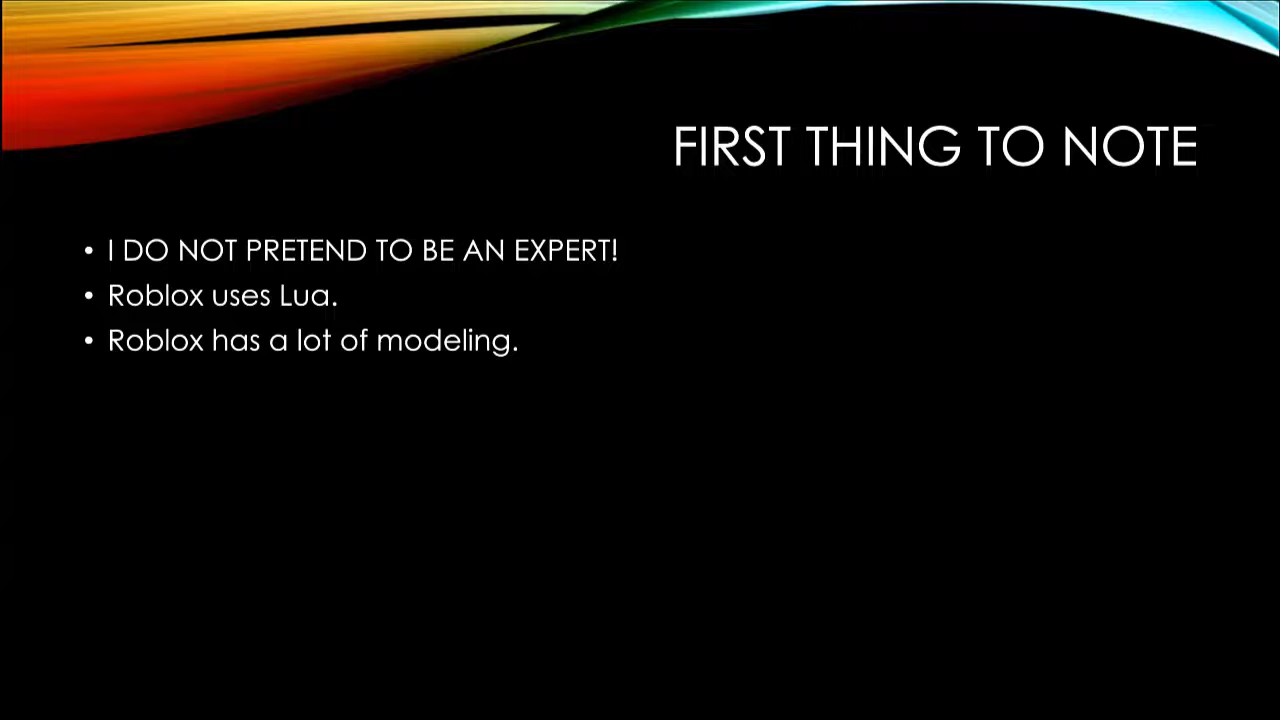 FIRST THING TO NOTE
• I DO NOT PRETEND TO BE AN EXPERT!
• Roblox uses Lua.
• Roblox has a lot of modeling.